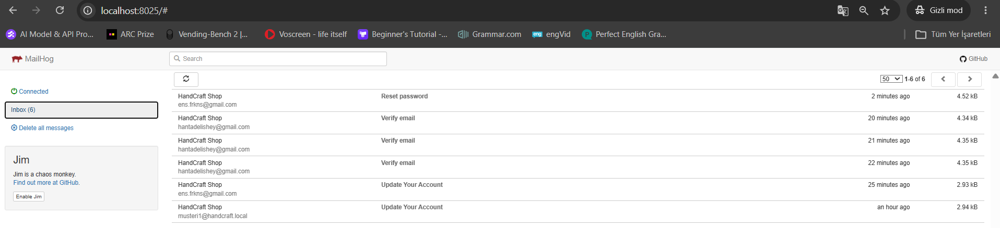 localhost:8025/#
Gizli mod
AI Model & API Pro...
ARC Prize
Vending-Bench 2 |...
Voscreen - life itself
Beginner's Tutorial -...
Grammar.com
eng engVid
P Perfect English Gra...
Tüm Yer İşaretleri
MailHog
Search
GitHub
Connected
Inbox (6)
Delete all messages
Jim
Jim is a chaos monkey.
Find out more at GitHub.
Enable Jim
50 1-6 of 6
HandCraft Shop Reset password 2 minutes ago 4.52 kB
ens.frkns@gmail.com
HandCraft Shop Verify email 20 minutes ago 4.34 kB
hantadelishey@gmail.com
HandCraft Shop Verify email 21 minutes ago 4.35 kB
hantadelishey@gmail.com
HandCraft Shop Verify email 22 minutes ago 4.35 kB
hantadelishey@gmail.com
HandCraft Shop Update Your Account 25 minutes ago 2.93 kB
ens.frkns@gmail.com
HandCraft Shop Update Your Account an hour ago 2.94 kB
musteri1@handcraft.local